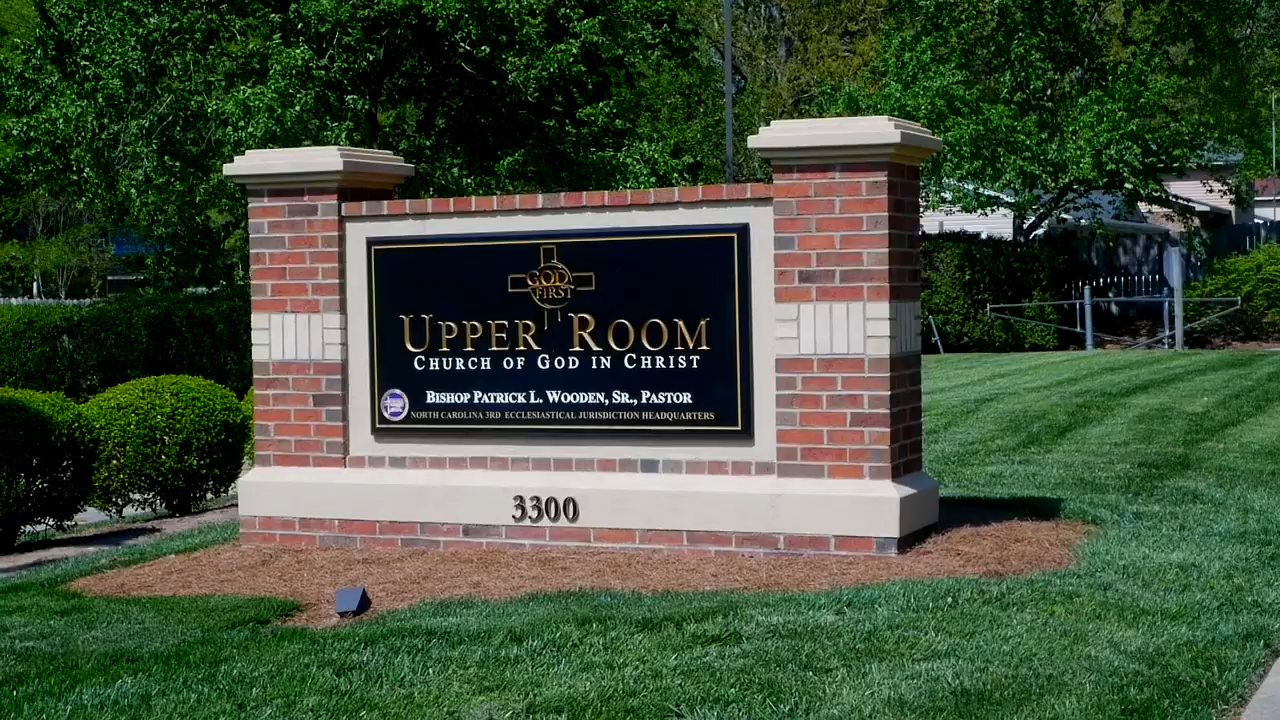 GOD
FIRST
UPPER ROOM
CHURCH OF GOD IN CHRIST
BISHOP PATRICK L. WOODEN, SR., PASTOR
NORTH CAROLINA 3RD ECCLESIASTICAL JURISDICTION HEADQUARTERS
3300